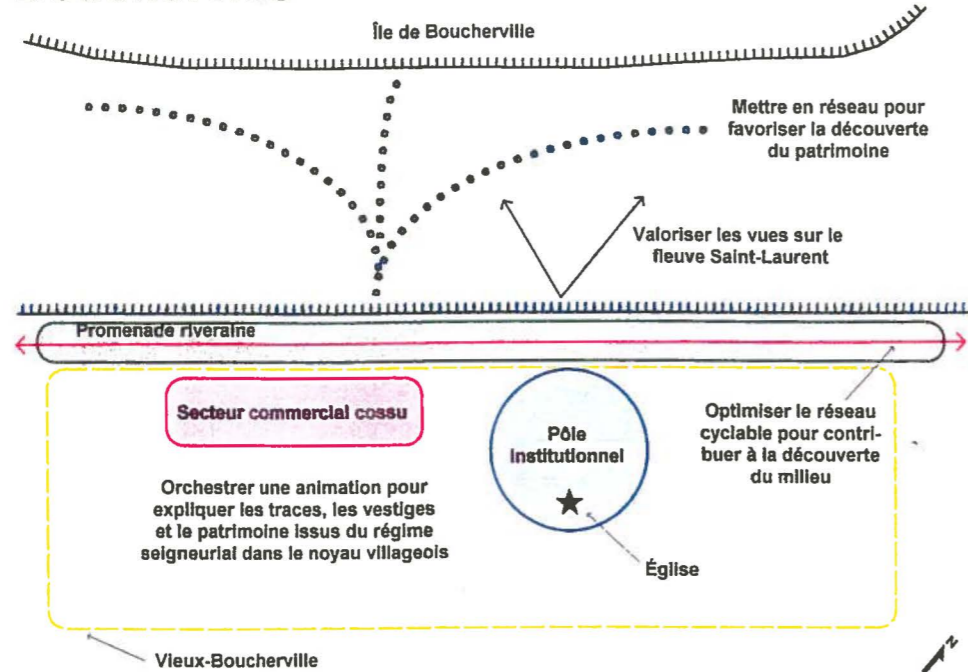 Île de Boucherville
Mettre en réseau pour
favoriser la découverte
du patrimoine
Valoriser les vues sur le
fleuve Saint-Laurent
Promenade riveraine
Secteur commercial cossu
Pôle
institutionnel
Optimiser le réseau
cyclable pour contri-
buer à la découverte
du milieu
Orchestrer une animation pour
expliquer les traces, les vestiges
et le patrimoine issus du régime
seigneurial dans le noyau villageois
Église
Vieux-Boucherville
N